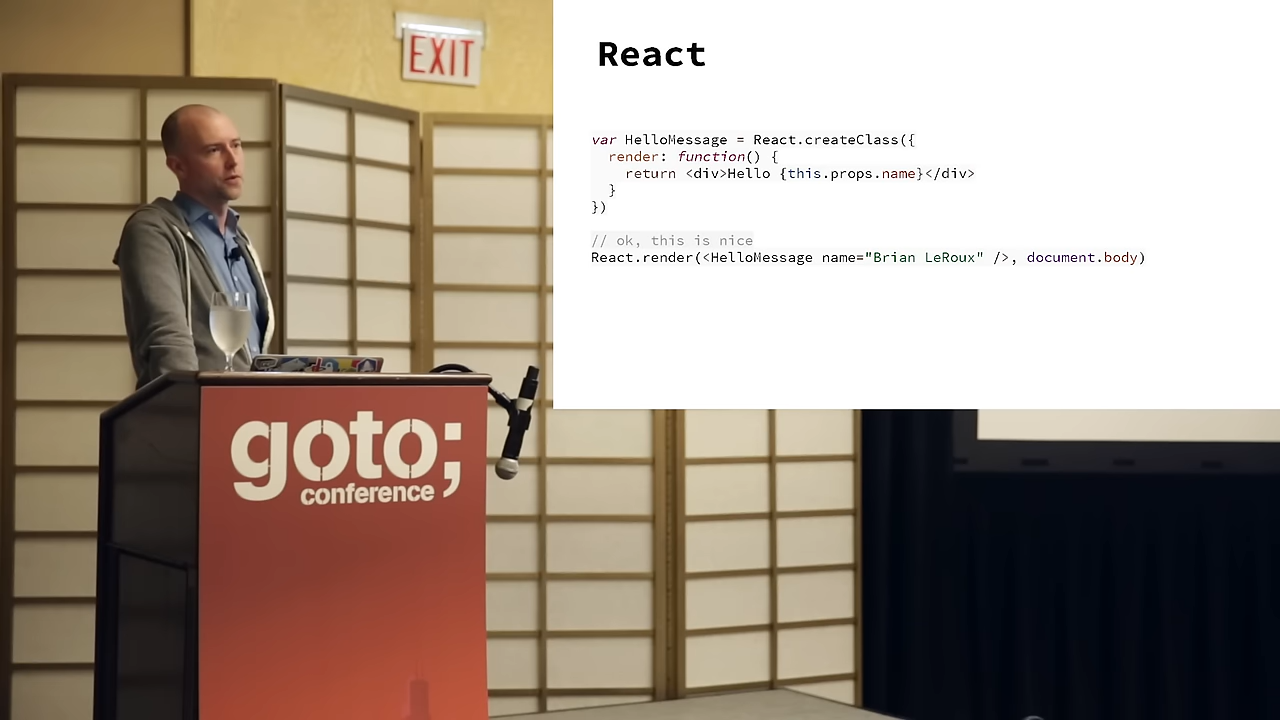 EXIT
goto;
conference
React
var HelloMessage = React.createClass({
  render: function() {
    return <div>Hello {this.props.name}</div>
  }
})
// ok, this is nice
React.render(<HelloMessage name="Brian LeRoux" />, document.body)